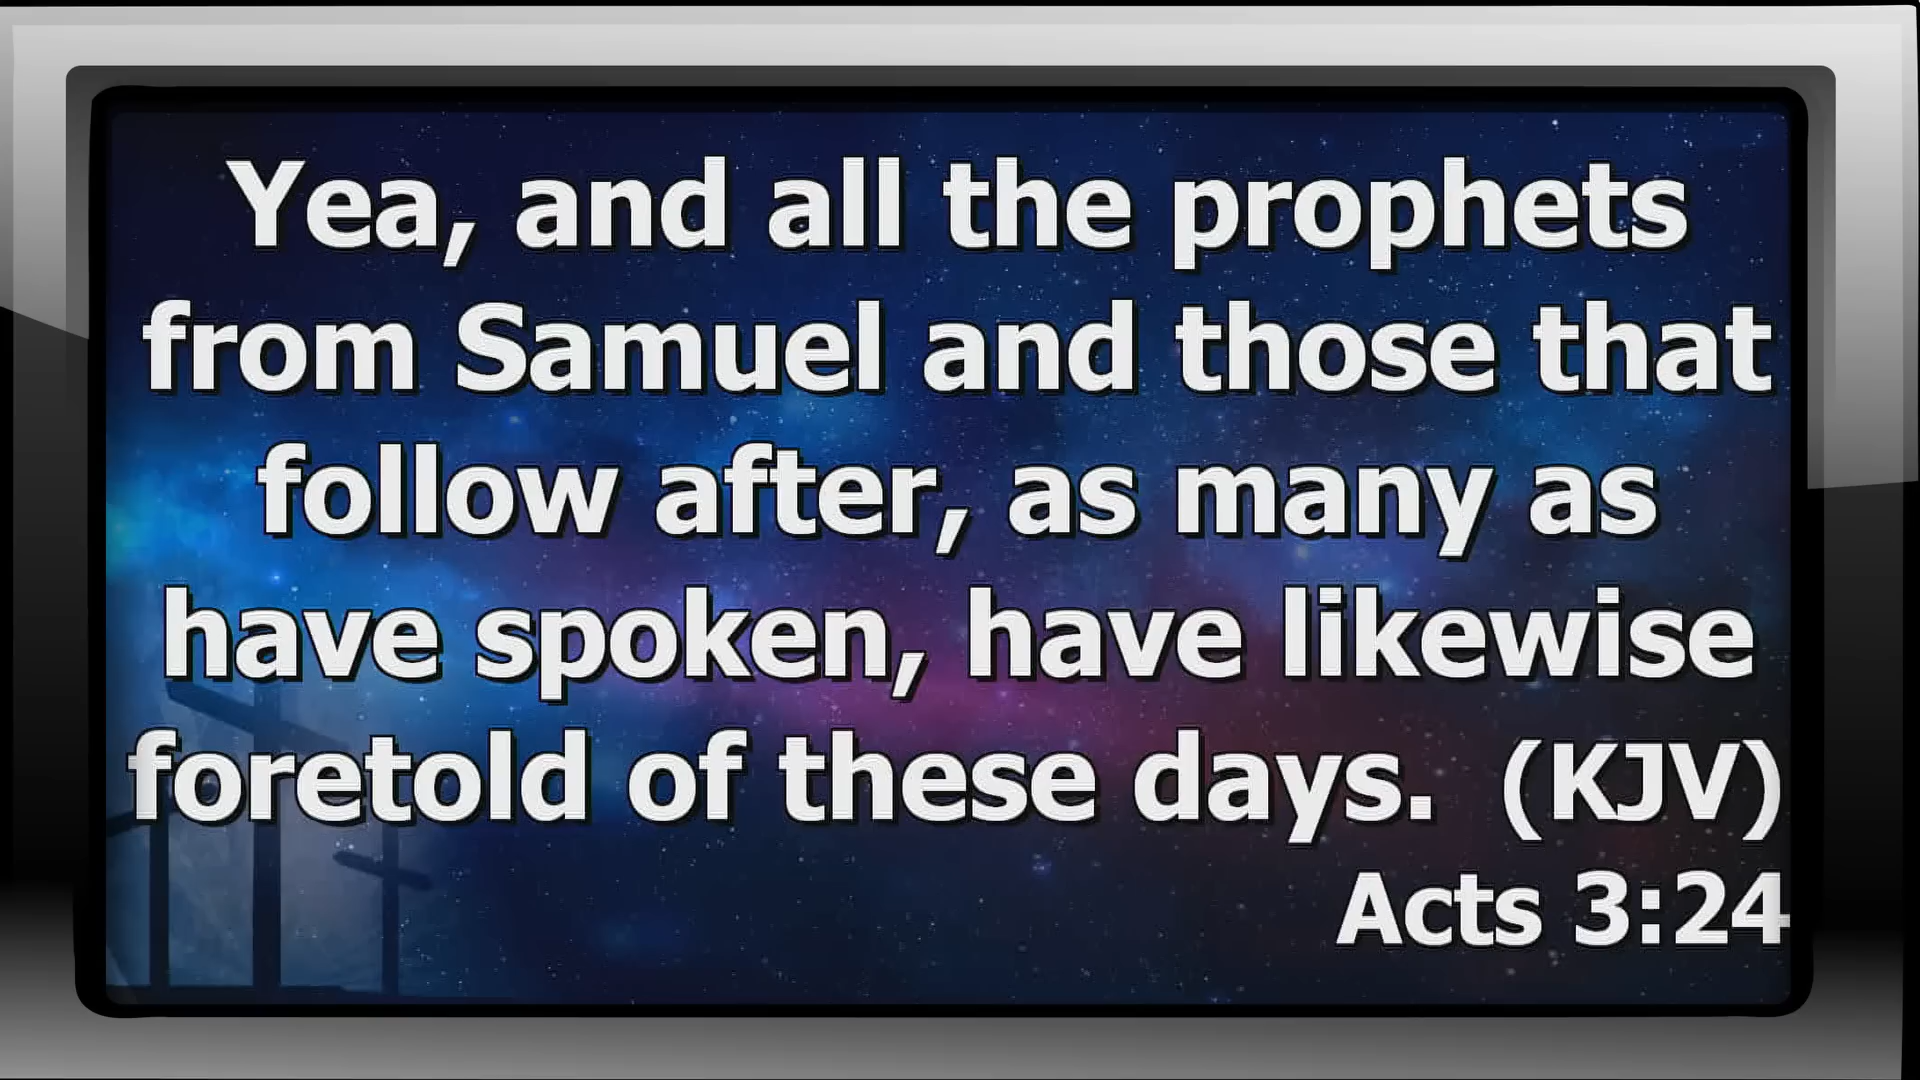 Yea, and all the prophets
from Samuel and those that
follow after, as many as
have spoken, have likewise
foretold of these days. (KJV)
Acts 3:24